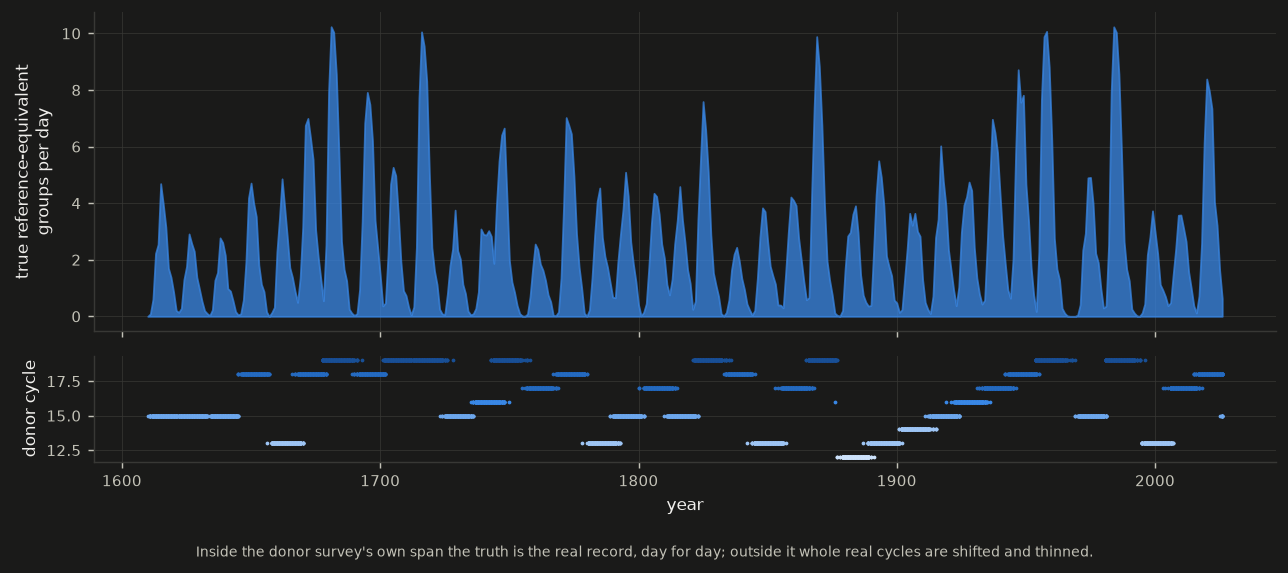 true reference-equivalent
groups per day
10
8
6
4
2
0
donor cycle
17.5
15.0
12.5
1600
1700
1800
1900
2000
year
Inside the donor survey's own span the truth is the real record, day for day; outside it whole real cycles are shifted and thinned.